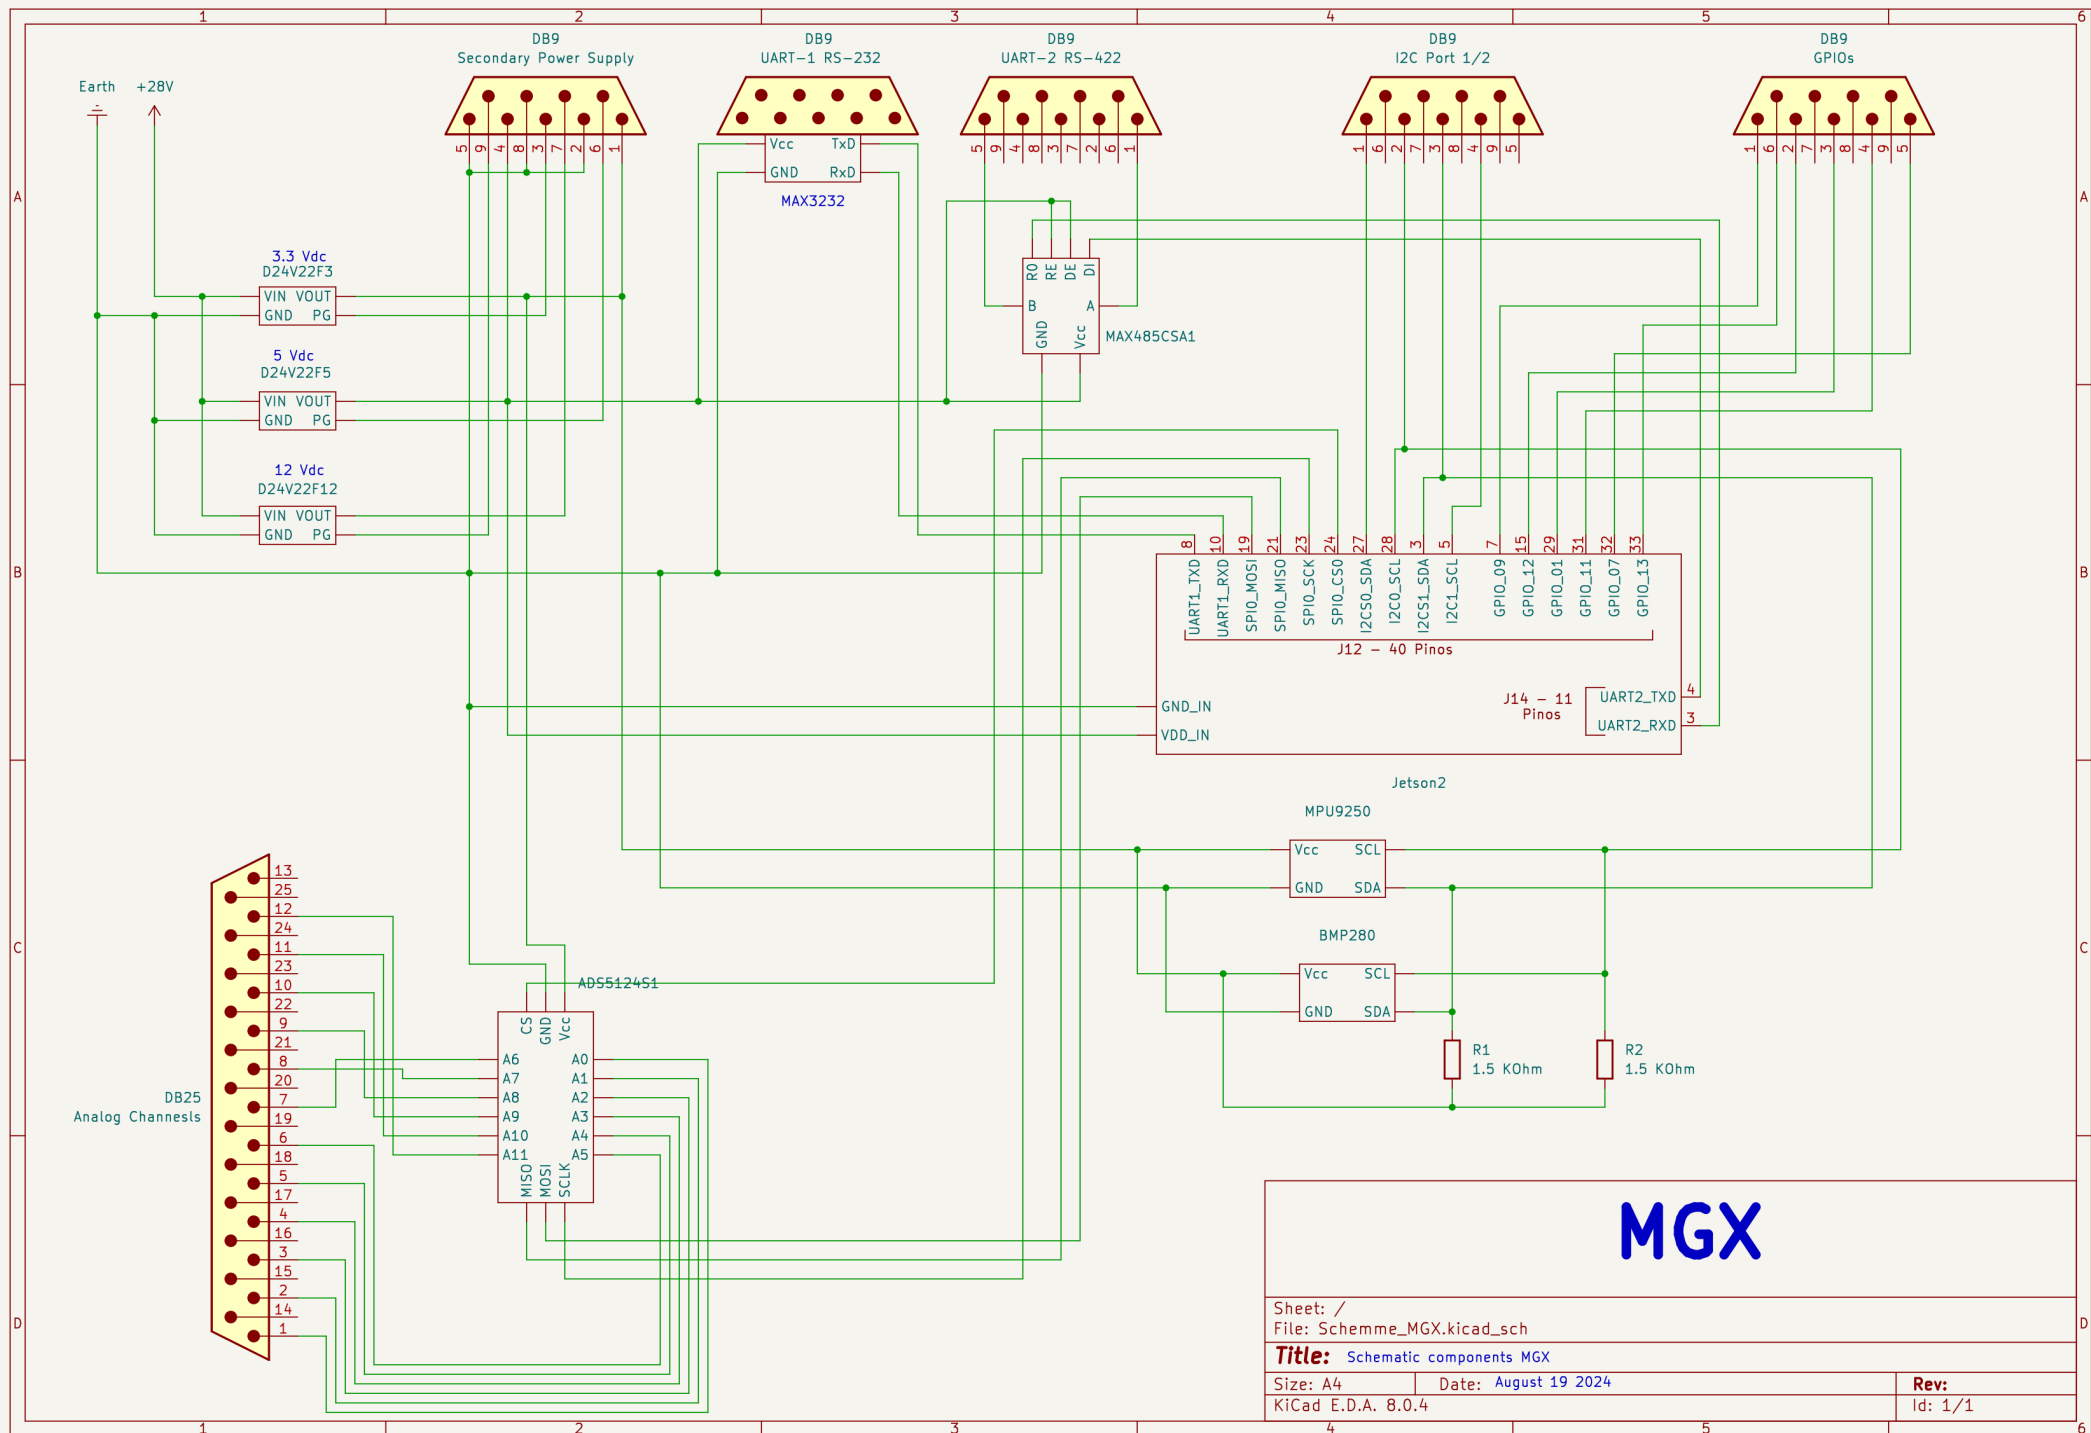 1 2 3 4 5 6
DB9
Secondary Power Supply
DB9
UART-1 RS-232
DB9
UART-2 RS-422
DB9
I2C Port 1/2
DB9
GPIOs
Earth +28V
5 9 4 8 3 7 2 6 1
Vcc TxD
GND RxD
MAX3232
5 9 4 8 3 7 2 6 1
1 6 2 7 3 8 4 9 5
1 6 2 7 3 8 4 9 5
A A
3.3 Vdc
D24V22F3
VIN VOUT
GND PG
5 Vdc
D24V22F5
VIN VOUT
GND PG
12 Vdc
D24V22F12
VIN VOUT
GND PG
RO RE DE DI
B A
GND Vcc
MAX485CSA1
B B
8 10 19 21 23 24 27 28 3 5 7 15 29 31 32 33
UART1_TXD
UART1_RXD
SPI0_MOSI
SPI0_MISO
SPI0_SCK
SPI0_CS0
I2CS0_SDA
I2C0_SCL
I2CS1_SDA
I2C1_SCL
GPIO_09
GPIO_12
GPIO_01
GPIO_11
GPIO_07
GPIO_13
J12 - 40 Pinos
GND_IN
VDD_IN
J14 - 11
Pinos
UART2_TXD 4
UART2_RXD 3
Jetson2
MPU9250
Vcc SCL
GND SDA
C C
BMP280
Vcc SCL
GND SDA
R1
1.5 KOhm
R2
1.5 KOhm
13
25
12
24
11
23
10
22
9
21
8
20
7
19
6
18
5
17
4
16
3
15
2
14
1
DB25
Analog Channesls
ADS5124S1
CS GND Vcc
A6 A0
A7 A1
A8 A2
A9 A3
A10 A4
A11 A5
MISO MOSI SCLK
D D
MGX
Sheet: /
File: Schemme_MGX.kicad_sch
Title: Schematic components MGX
Size: A4 Date: August 19 2024 Rev:
KiCad E.D.A. 8.0.4 Id: 1/1
1 2 3 4 5 6